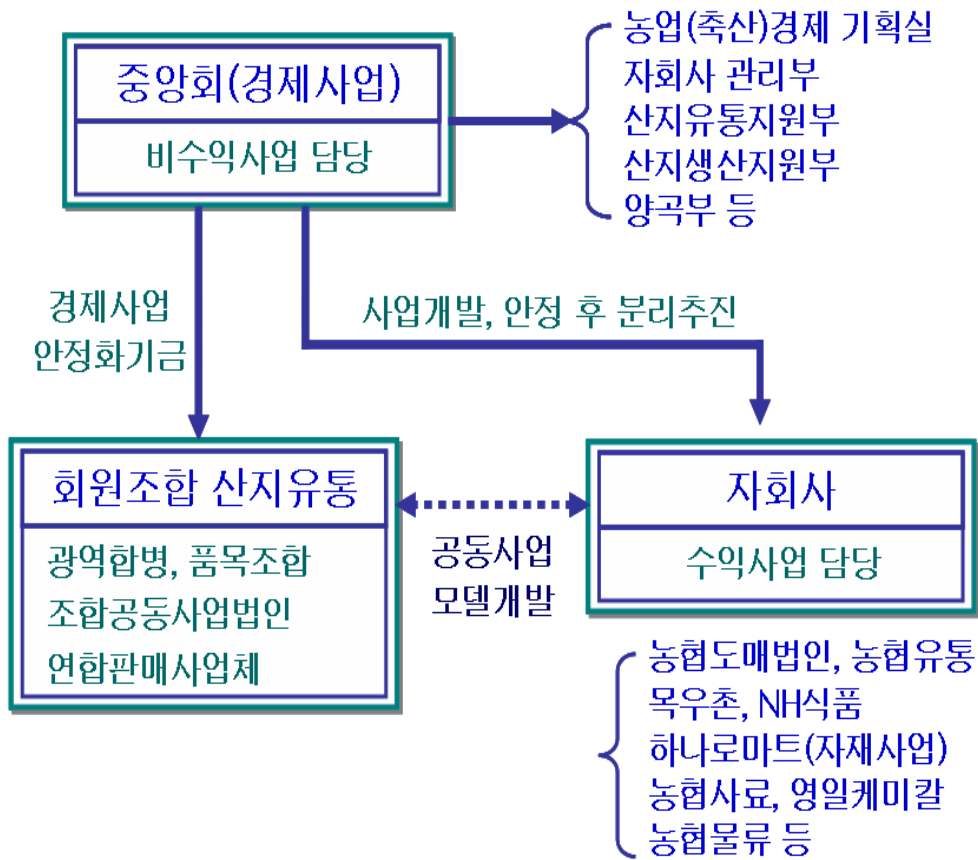 중앙회(경제사업)
비수익사업 담당
농업(축산)경제 기획실
자회사 관리부
산지유통지원부
산지생산지원부
양곡부 등
경제사업
안정화기금
사업개발, 안정 후 분리추진
회원조합 산지유통
광역합병, 품목조합
조합공동사업법인
연합판매사업체
공동사업
모델개발
자회사
수익사업 담당
농협도매법인, 농협유통
목우촌, NH식품
하나로마트(자재사업)
농협사료, 영일케미칼
농협물류 등